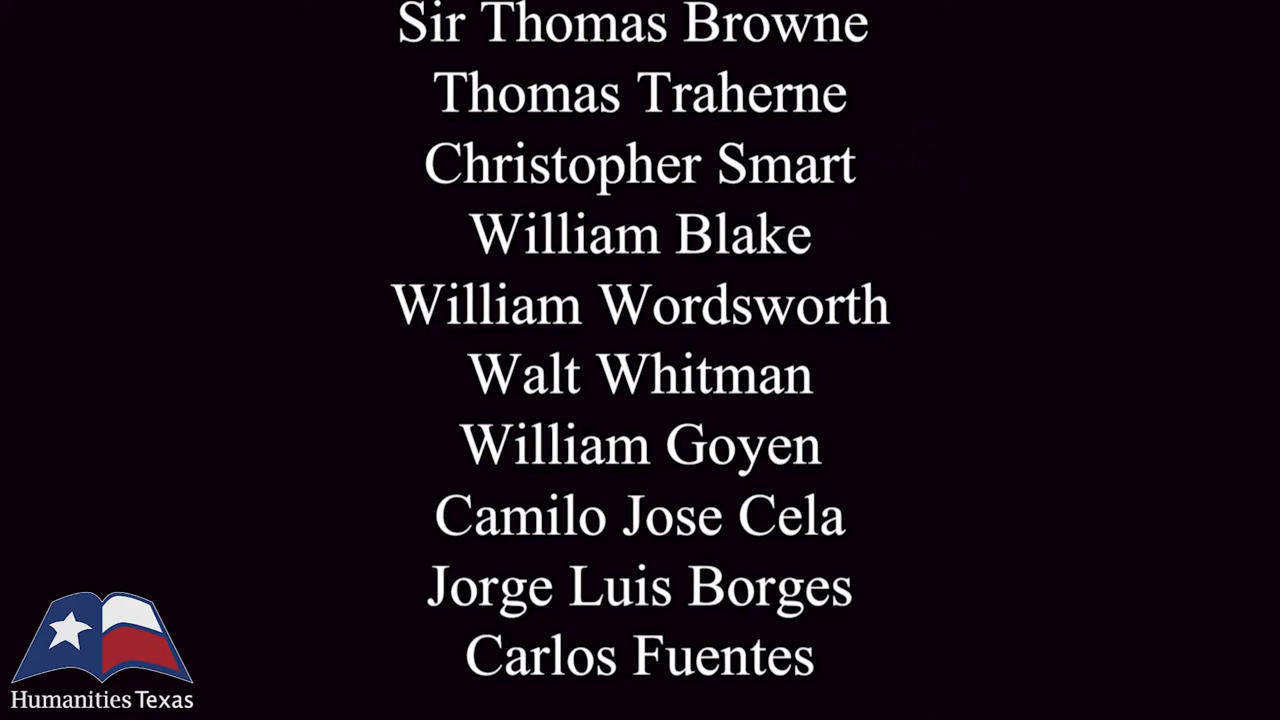 Sir Thomas Browne
Thomas Traherne
Christopher Smart
William Blake
William Wordsworth
Walt Whitman
William Goyen
Camilo Jose Cela
Jorge Luis Borges
Carlos Fuentes
Humanities Texas